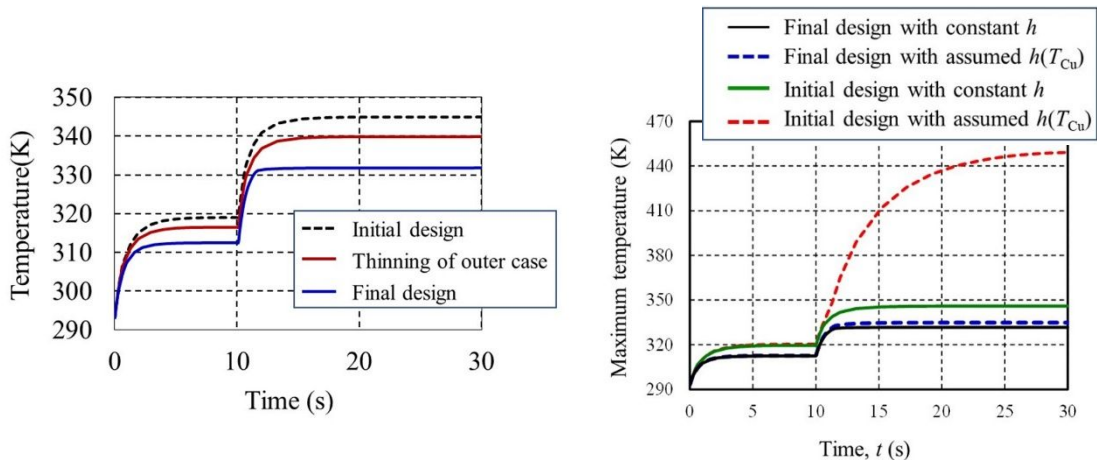 Temperature(K)
350
340
330
320
310
300
290
0
10
20
30
Time (s)
Initial design
Thinning of outer case
Final design
Final design with constant h
Final design with assumed h(T_Cu)
Initial design with constant h
Initial design with assumed h(T_Cu)
Maximum temperature (K)
470
440
410
380
350
320
290
0
5
10
15
20
25
30
Time, t (s)